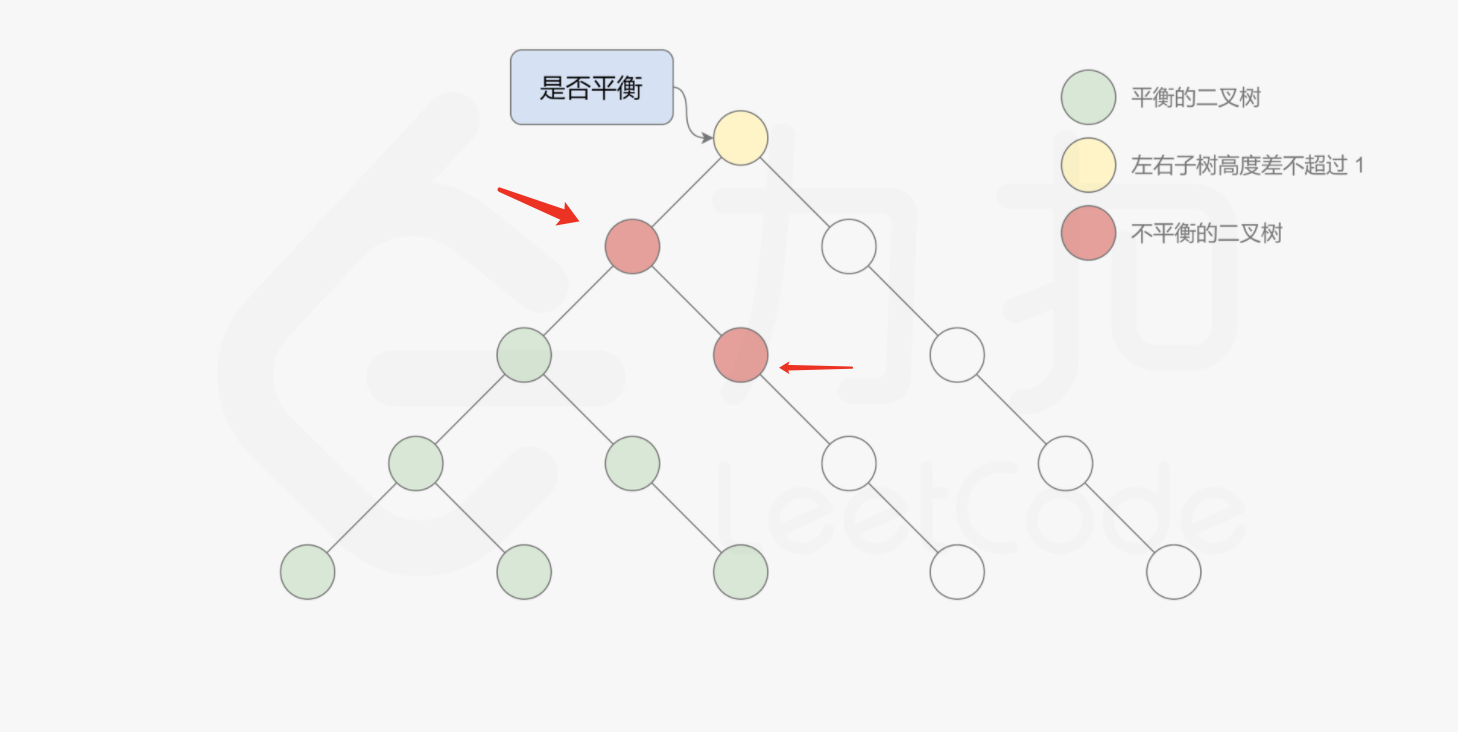 是否平衡
平衡的二叉树
左右子树高度差不超过 1
不平衡的二叉树
力扣
LeetCode